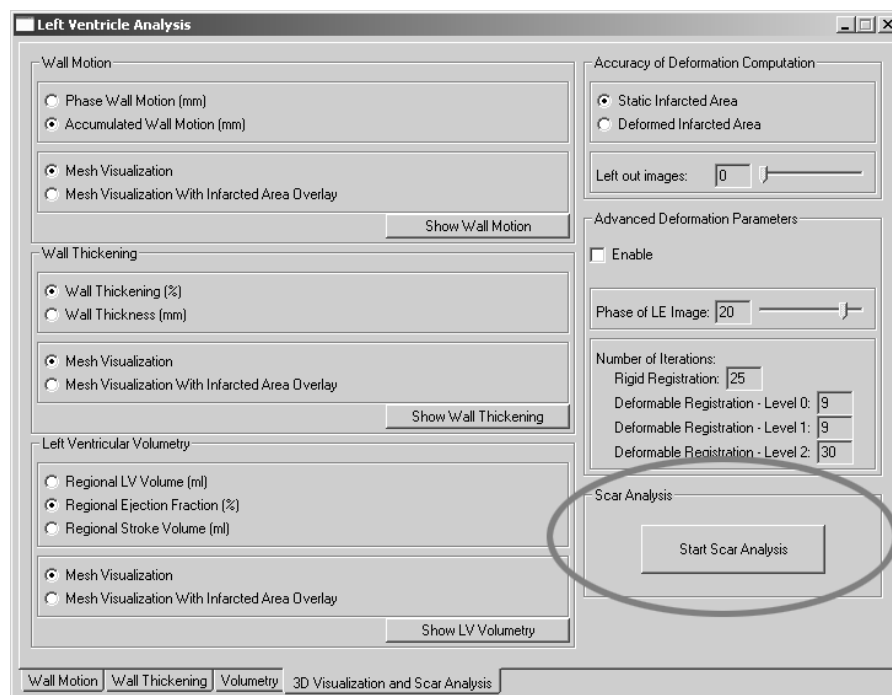 Left Ventricle Analysis
Wall Motion
Phase Wall Motion (mm)
Accumulated Wall Motion (mm)
Mesh Visualization
Mesh Visualization With Infarcted Area Overlay
Show Wall Motion
Wall Thickening
Wall Thickening (%)
Wall Thickness (mm)
Mesh Visualization
Mesh Visualization With Infarcted Area Overlay
Show Wall Thickening
Left Ventricular Volumetry
Regional LV Volume (ml)
Regional Ejection Fraction (%)
Regional Stroke Volume (ml)
Mesh Visualization
Mesh Visualization With Infarcted Area Overlay
Show LV Volumetry
Accuracy of Deformation Computation
Static Infarcted Area
Deformed Infarcted Area
Left out images: 0
Advanced Deformation Parameters
Enable
Phase of LE Image: 20
Number of Iterations:
Rigid Registration: 25
Deformable Registration - Level 0: 9
Deformable Registration - Level 1: 9
Deformable Registration - Level 2: 30
Scar Analysis
Start Scar Analysis
Wall Motion Wall Thickening Volumetry 3D Visualization and Scar Analysis